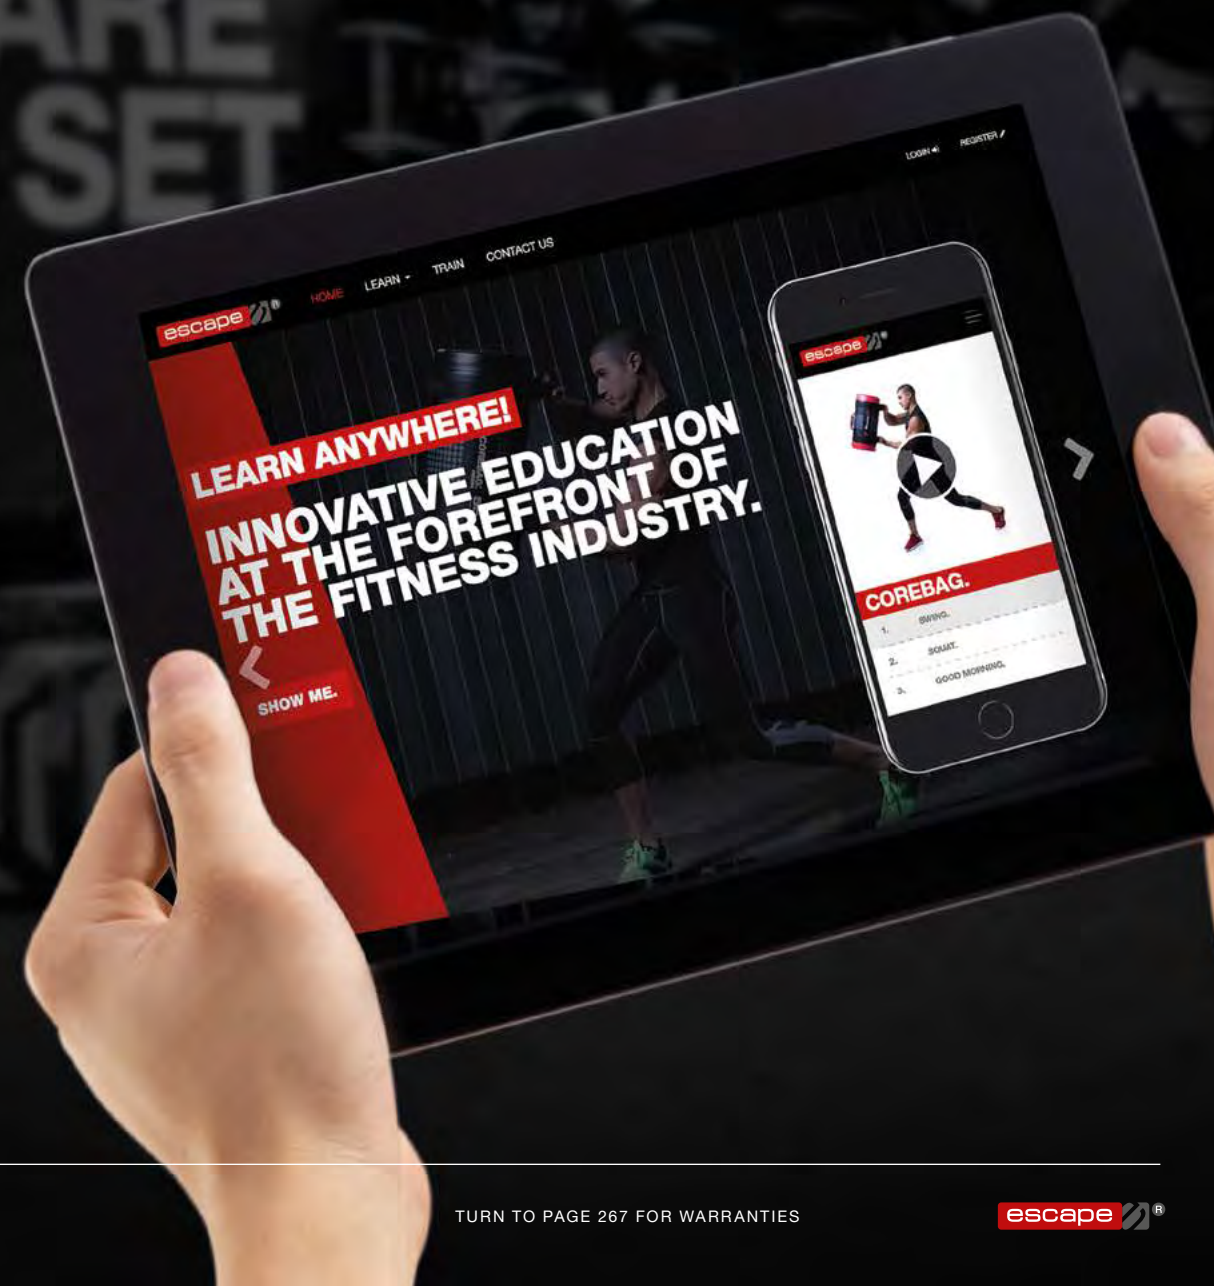 ARE
SET
LOGIN
REGISTER
escape ®
HOME
LEARN
TRAIN
CONTACT US
LEARN ANYWHERE!
INNOVATIVE EDUCATION
AT THE FOREFRONT OF
THE FITNESS INDUSTRY.
SHOW ME.
escape ®
COREBAG.
1. SWING.
2. SQUAT.
3. GOOD MORNING.
TURN TO PAGE 267 FOR WARRANTIES
escape ®